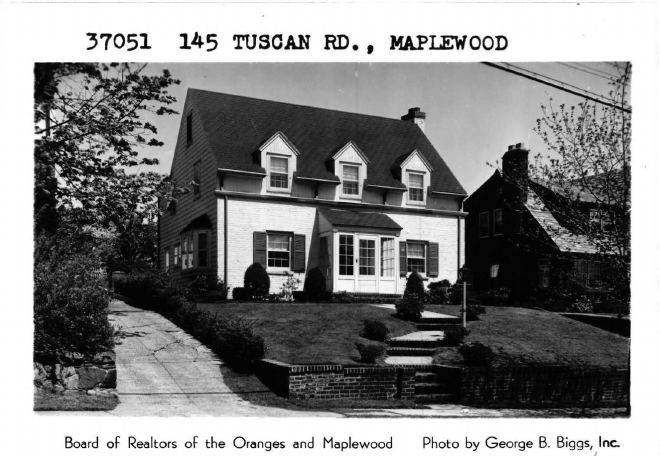 37051 145 TUSCAN RD., MAPLEWOOD
Board of Realtors of the Oranges and Maplewood Photo by George B. Biggs, Inc.